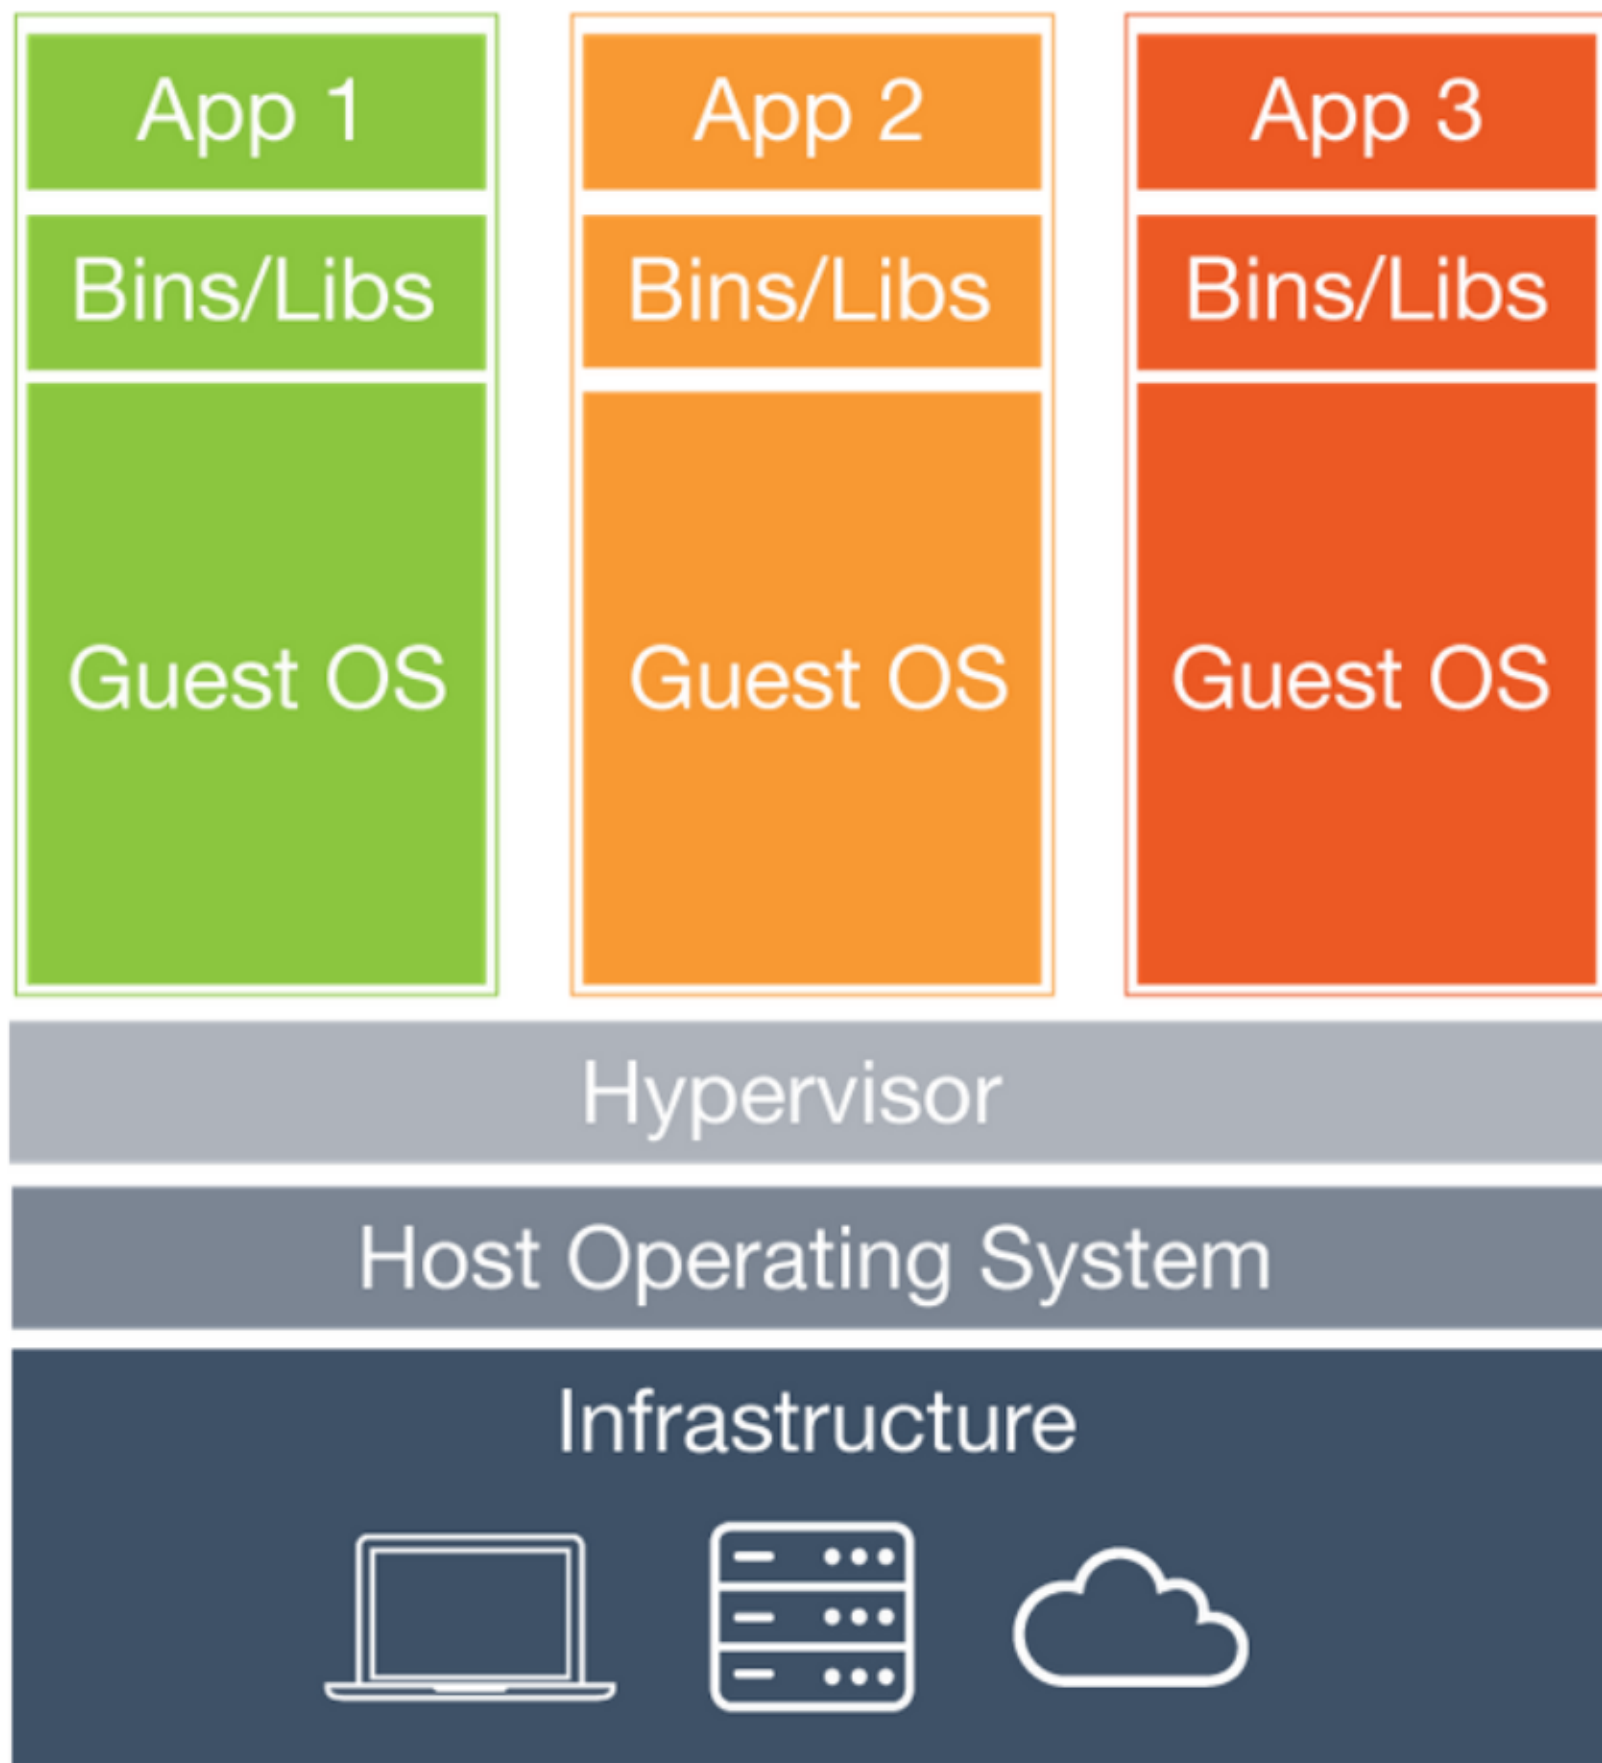 App 1
App 2
App 3
Bins/Libs
Bins/Libs
Bins/Libs
Guest OS
Guest OS
Guest OS
Hypervisor
Host Operating System
Infrastructure